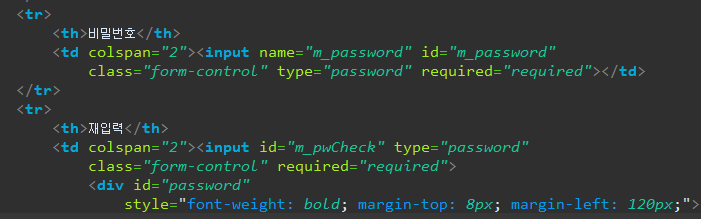 <tr>
<th>비밀번호</th>
<td colspan="2"><input name="m_password" id="m_password"
class="form-control" type="password" required="required"></td>
</tr>
<tr>
<th>재입력</th>
<td colspan="2"><input id="m_pwCheck" type="password"
class="form-control" required="required">
<div id="password"
style="font-weight: bold; margin-top: 8px; margin-left: 120px;">